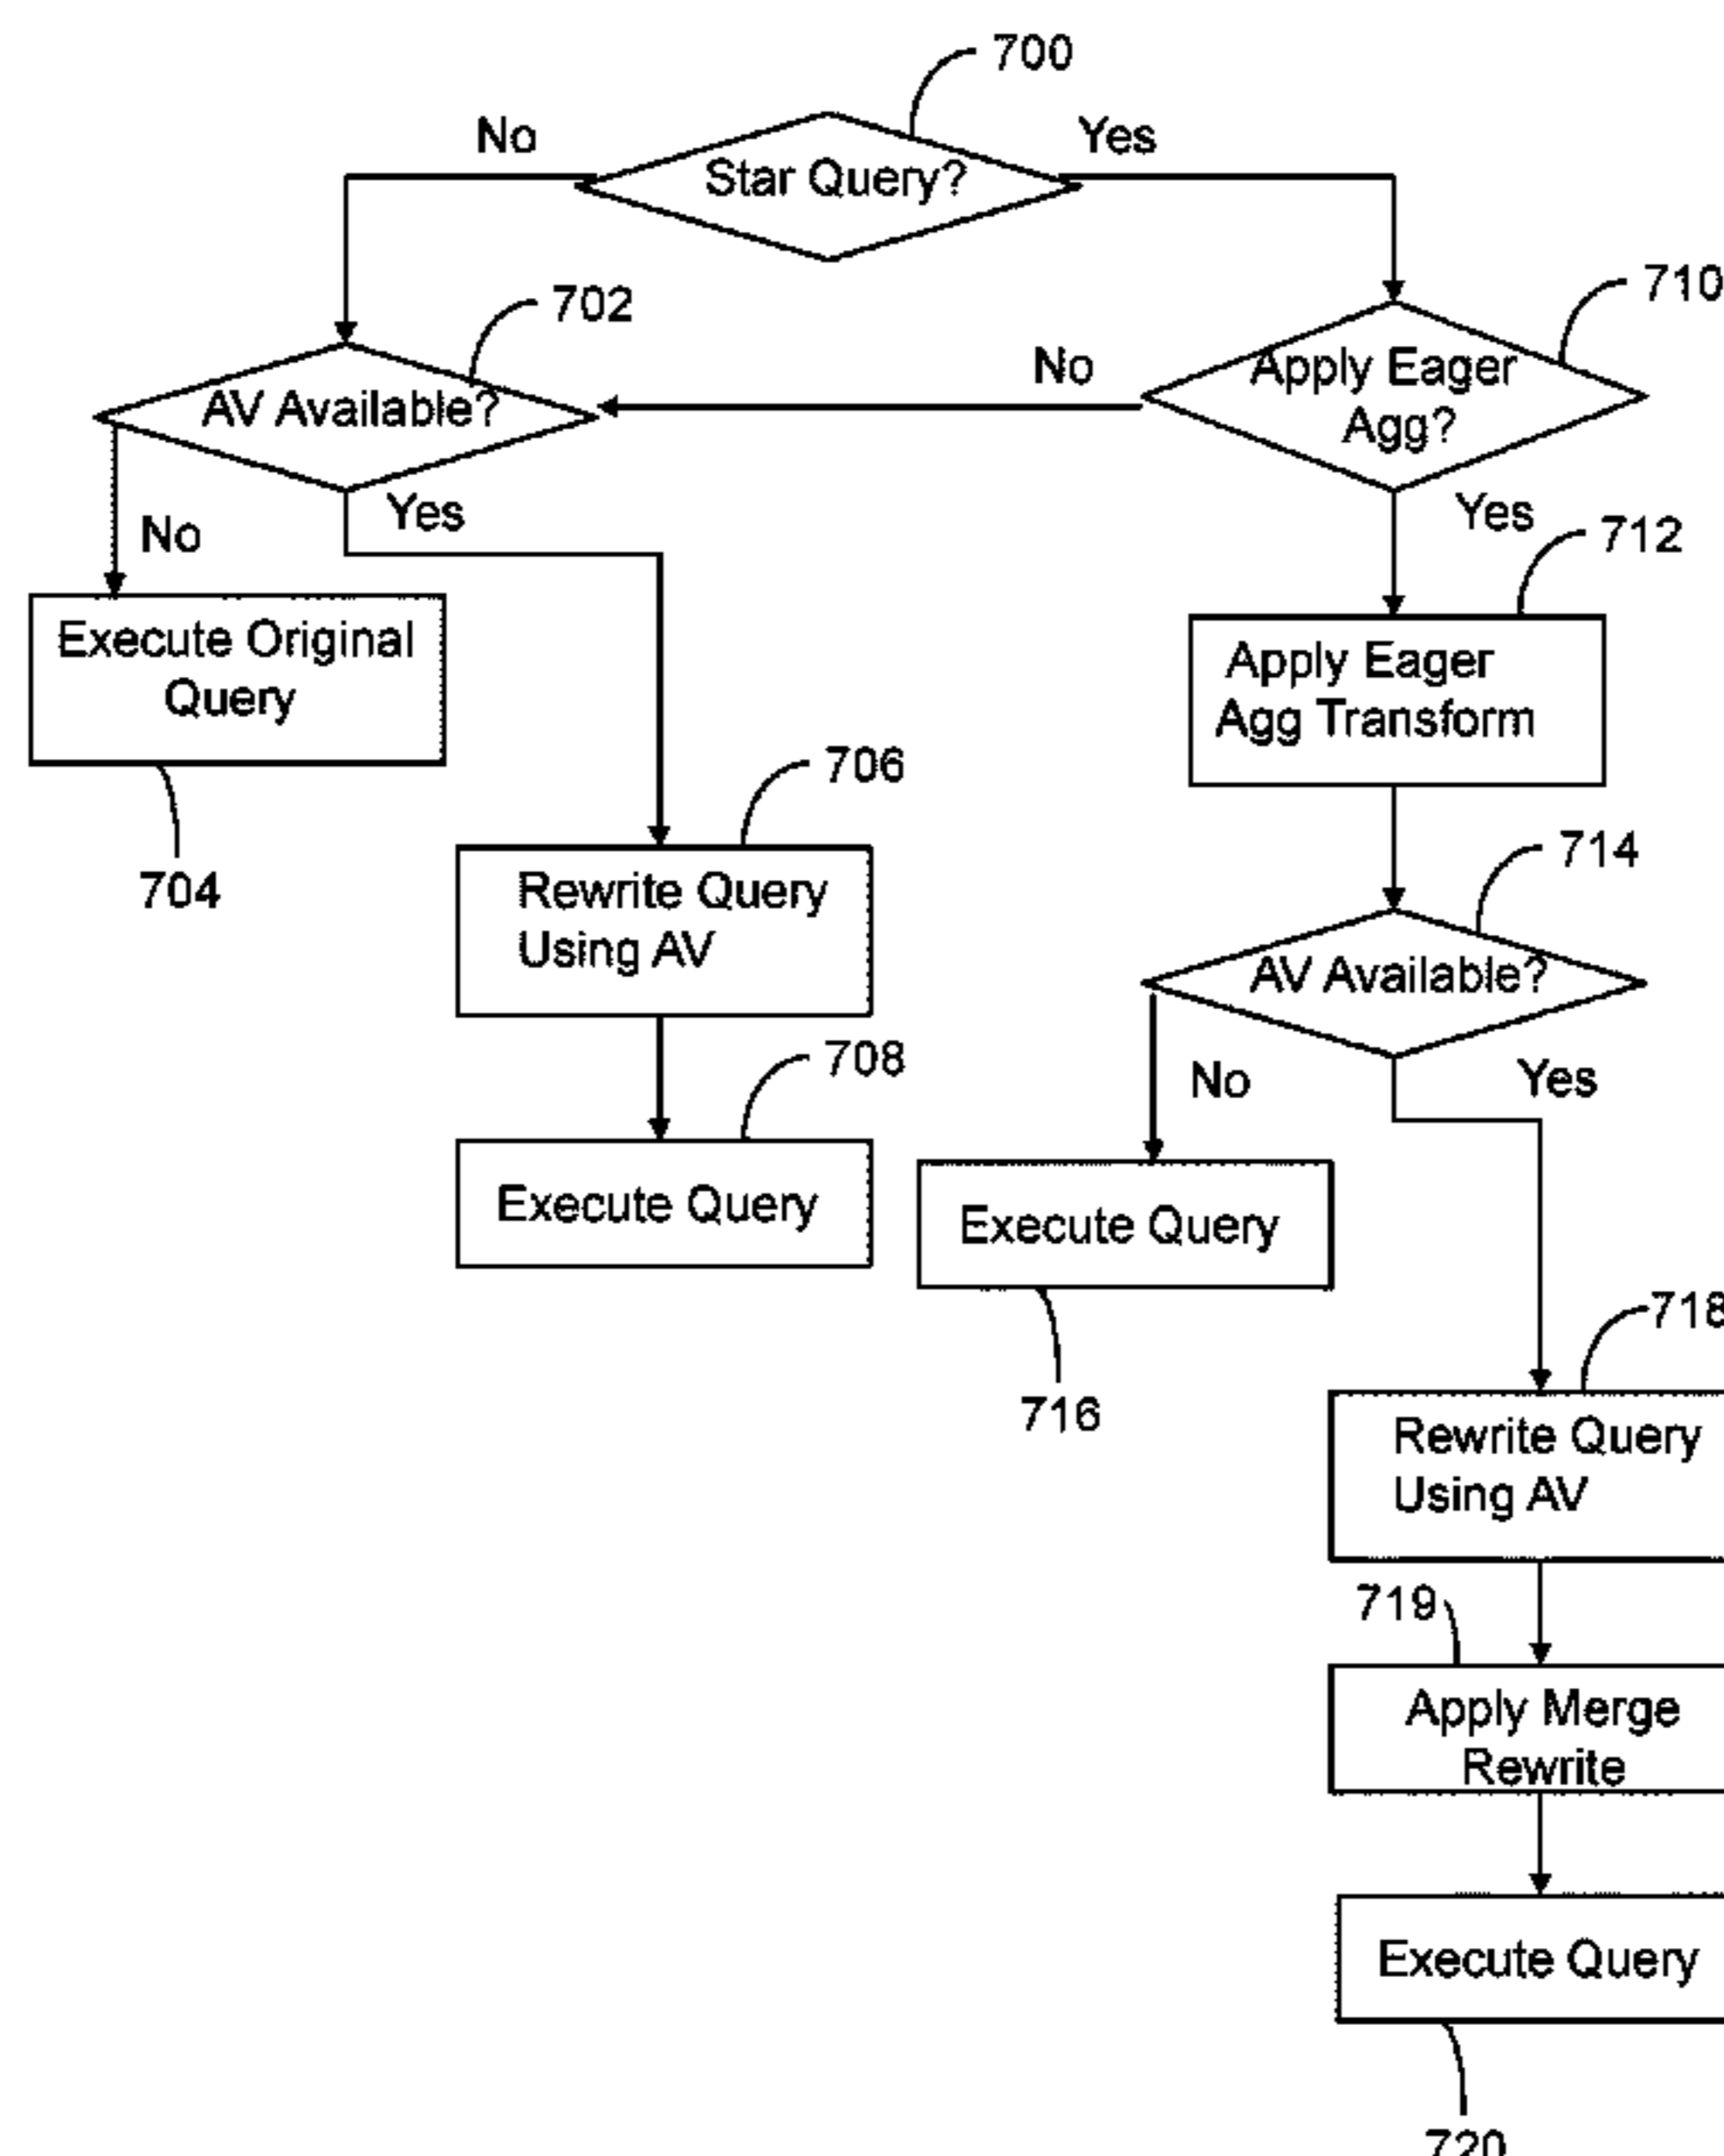 700
No
Yes
Star Query?
710
702
No
Apply Eager
Agg?
AV Available?
Yes
No
Yes
712
Execute Original
Query
Apply Eager
Agg Transform
706
714
704
Rewrite Query
Using AV
AV Available?
708
No
Yes
Execute Query
Execute Query
718
716
Rewrite Query
Using AV
719
Apply Merge
Rewrite
Execute Query
720